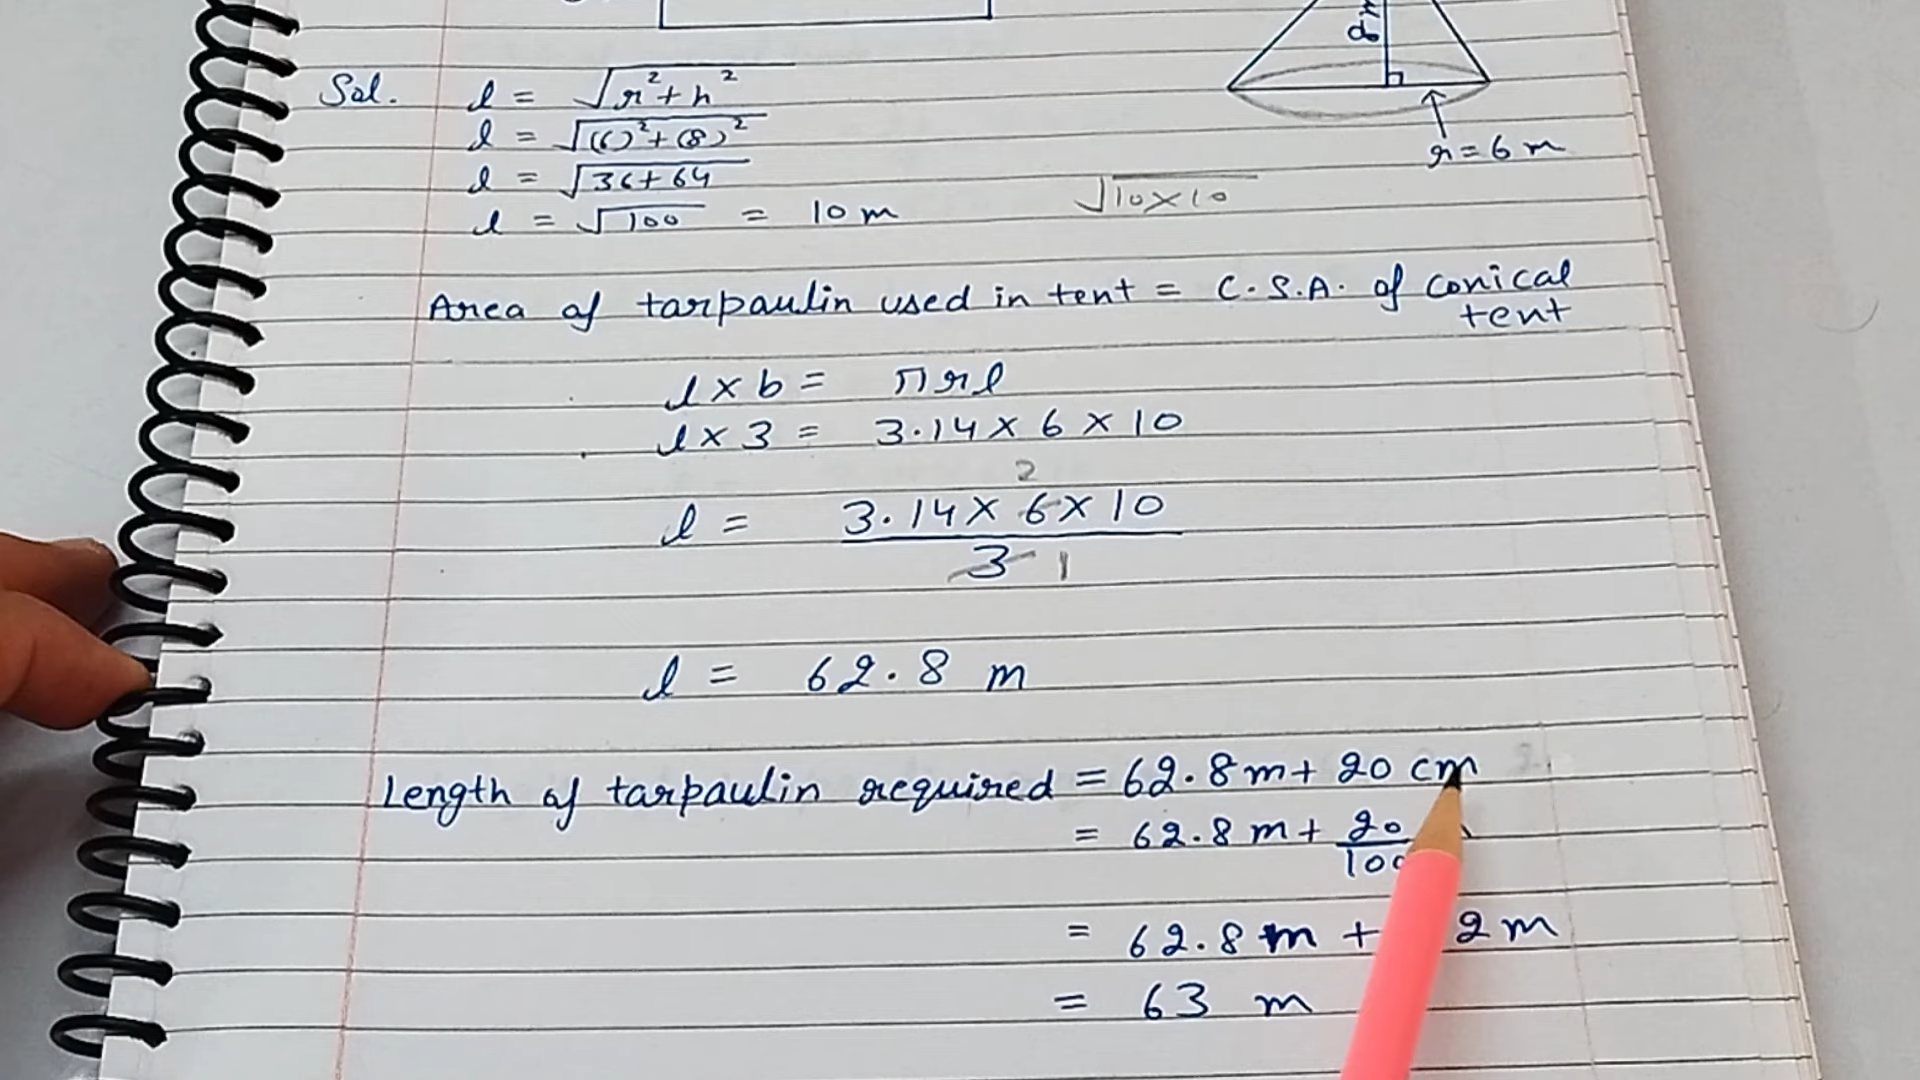 r = 6 m
Sol. l = √r²+h²
l = √(6)²+(8)²
l = √36+64
l = √100 = 10 m √10×10
Area of tarpaulin used in tent = C.S.A. of conical
tent
l × b = πrl
l × 3 = 3.14 × 6 × 10
2
l = 3.14 × 6 × 10
3 1
l = 62.8 m
Length of tarpaulin required = 62.8 m + 20 cm
= 62.8 m + 20
100
= 62.8 m + 2 m
= 63 m